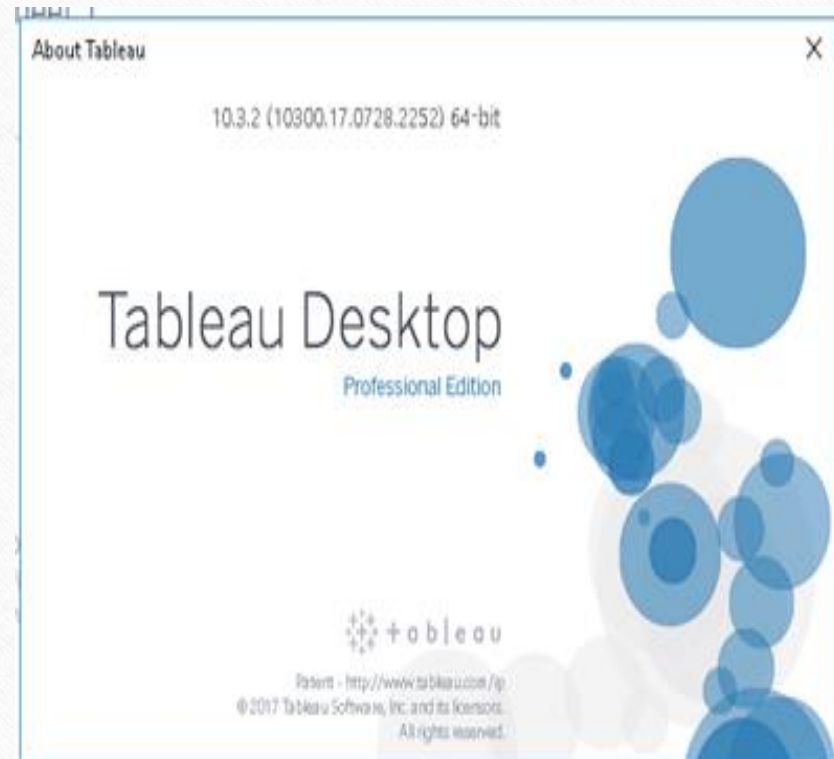 About Tableau
10.3.2 (10300.17.0728.2252) 64-bit
Tableau Desktop
Professional Edition
+ableau
Patent - http://www.tableau.com/ip
© 2017 Tableau Software, Inc. and its licensors.
All rights reserved.